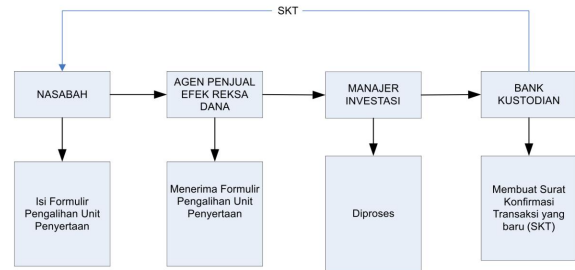 SKT
NASABAH
AGEN PENJUAL
EFEK REKSA
DANA
MANAJER
INVESTASI
BANK
KUSTODIAN
Isi Formulir
Pengalihan Unit
Penyertaan
Menerima Formulir
Pengalihan Unit
Penyertaan
Diproses
Membuat Surat
Konfirmasi
Transaksi yang
baru (SKT)